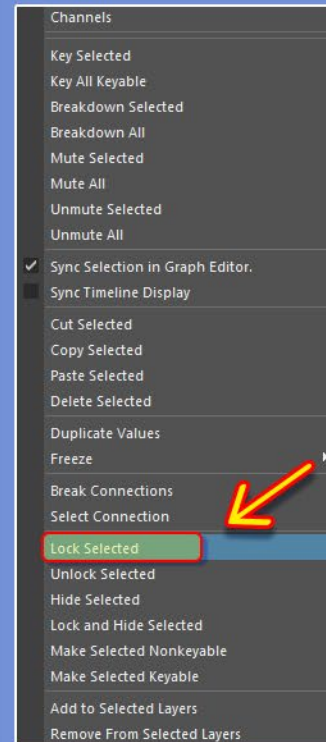 Channels
Key Selected
Key All Keyable
Breakdown Selected
Breakdown All
Mute Selected
Mute All
Unmute Selected
Unmute All
Sync Selection in Graph Editor.
Sync Timeline Display
Cut Selected
Copy Selected
Paste Selected
Delete Selected
Duplicate Values
Freeze
Break Connections
Select Connection
Lock Selected
Unlock Selected
Hide Selected
Lock and Hide Selected
Make Selected Nonkeyable
Make Selected Keyable
Add to Selected Layers
Remove From Selected Layers